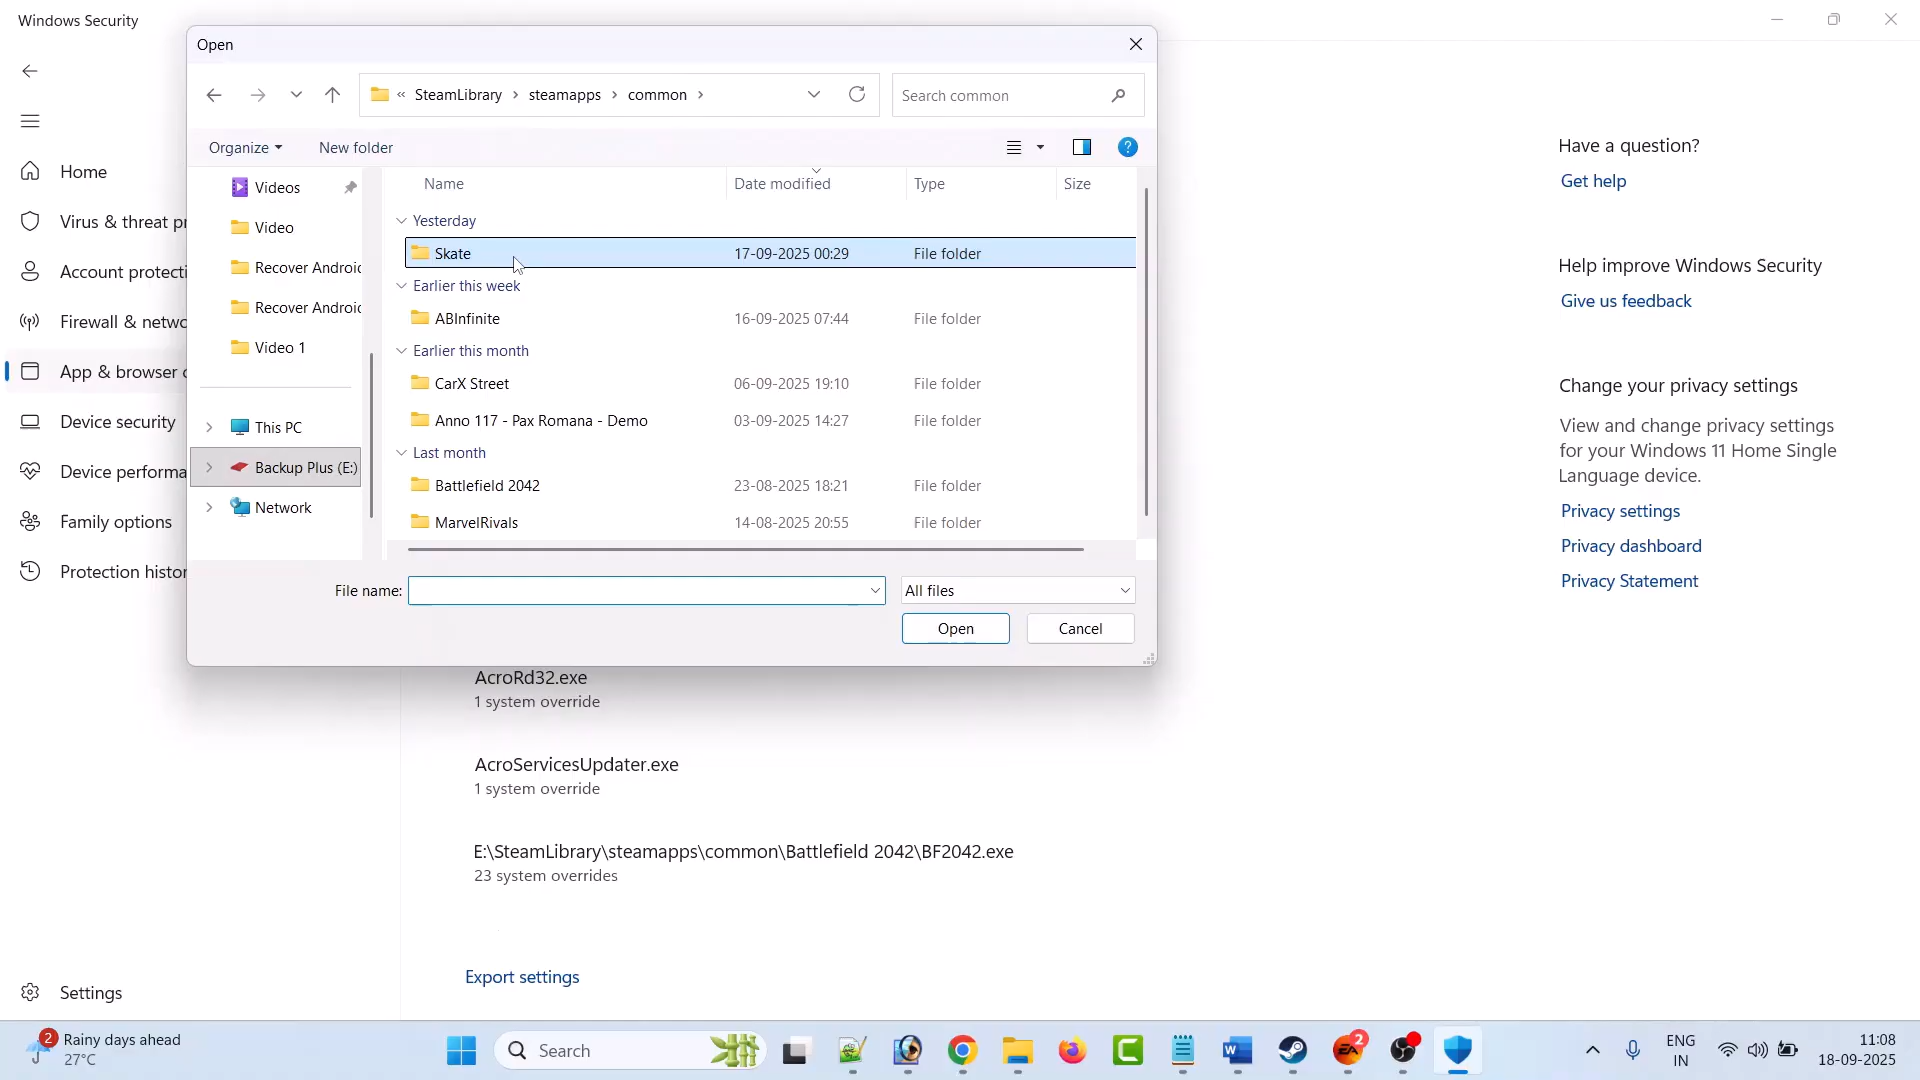 Windows Security
Open
« SteamLibrary > steamapps > common >
Search common
Organize
New folder
Home
Virus & threat pr
Account protecti
Firewall & netwo
App & browser c
Device security
Device performa
Family options
Protection histor
Settings
Videos
Video
Recover Androi
Recover Androi
Video 1
This PC
Backup Plus (E:)
Network
Name Date modified Type Size
Yesterday
Skate 17-09-2025 00:29 File folder
Earlier this week
ABInfinite 16-09-2025 07:44 File folder
Earlier this month
CarX Street 06-09-2025 19:10 File folder
Anno 117 - Pax Romana - Demo 03-09-2025 14:27 File folder
Last month
Battlefield 2042 23-08-2025 18:21 File folder
MarvelRivals 14-08-2025 20:55 File folder
File name:
All files
Open
Cancel
AcroRd32.exe
1 system override
AcroServicesUpdater.exe
1 system override
E:\SteamLibrary\steamapps\common\Battlefield 2042\BF2042.exe
23 system overrides
Export settings
Have a question?
Get help
Help improve Windows Security
Give us feedback
Change your privacy settings
View and change privacy settings
for your Windows 11 Home Single
Language device.
Privacy settings
Privacy dashboard
Privacy Statement
2
Rainy days ahead
27°C
Search
EA
2
ENG
IN
11:08
18-09-2025